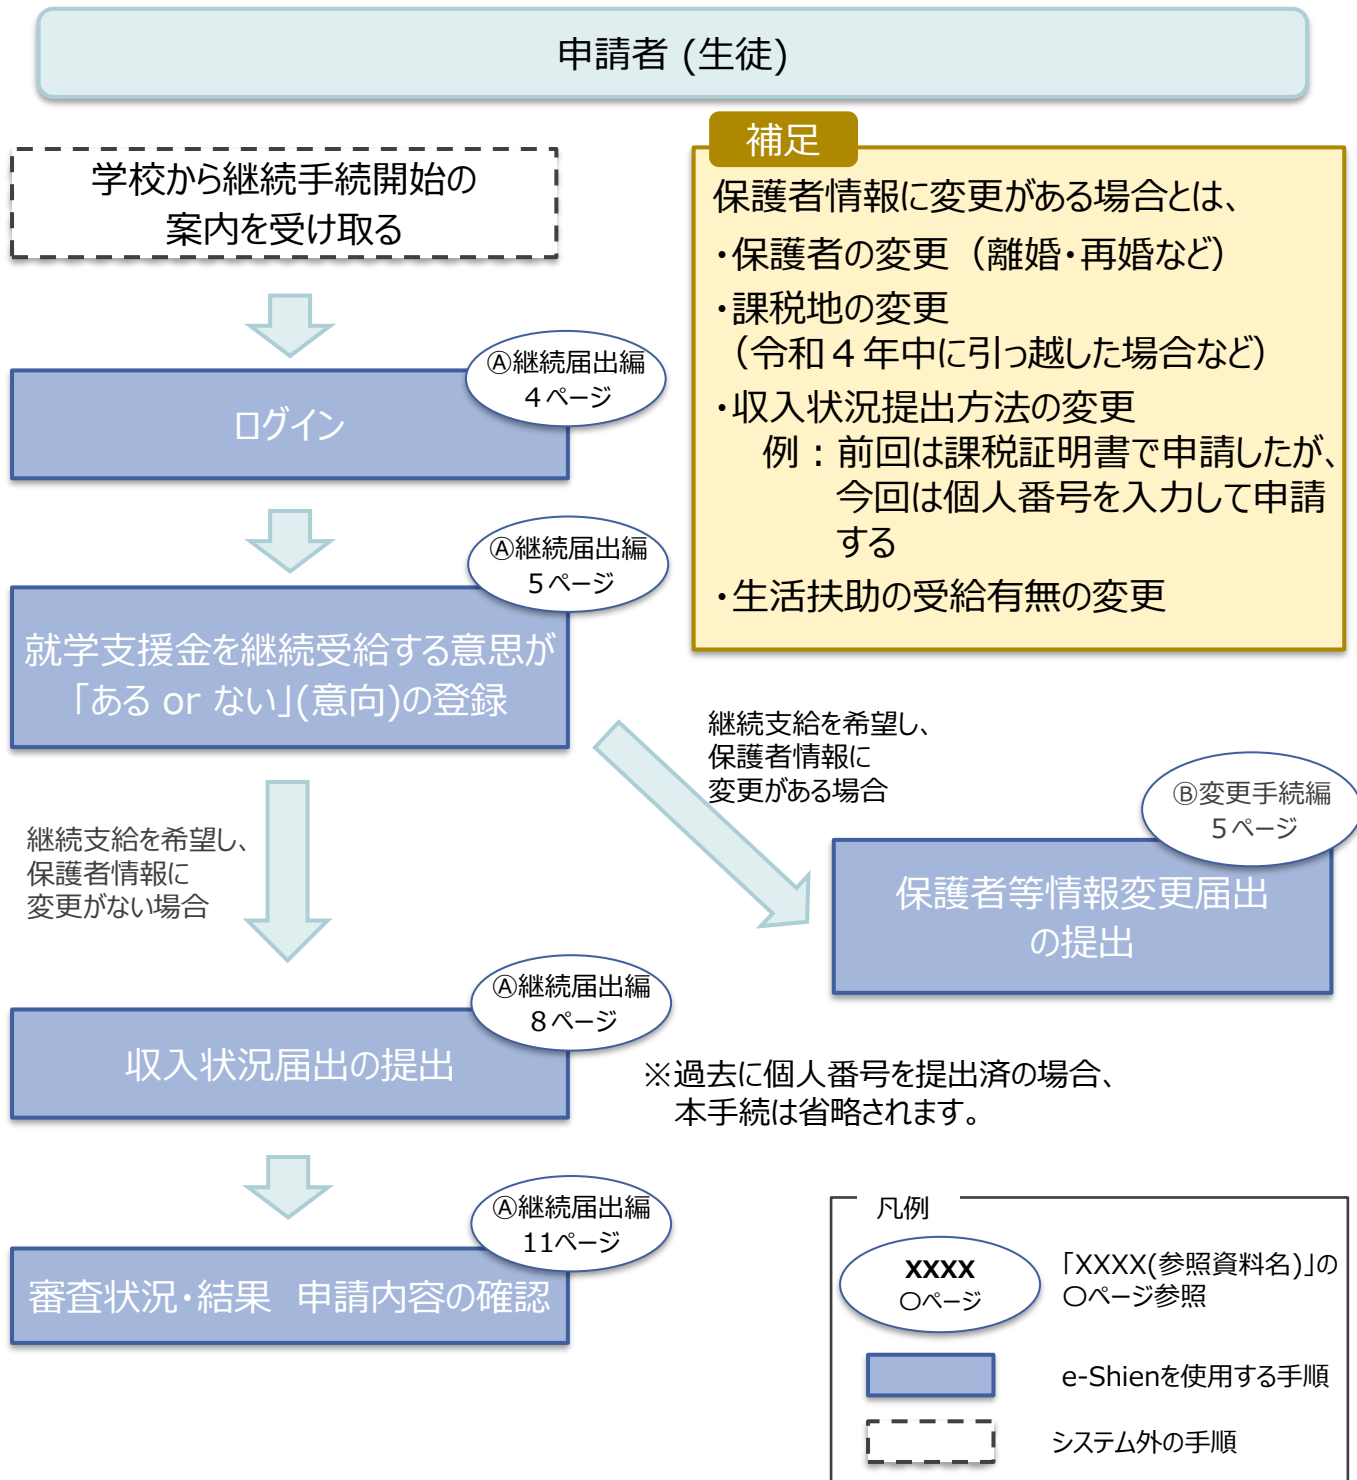 申請者 (生徒)
学校から継続手続開始の
案内を受け取る
補足
保護者情報に変更がある場合とは、
・保護者の変更（離婚・再婚など）
・課税地の変更
（令和４年中に引っ越した場合など）
・収入状況提出方法の変更
例：前回は課税証明書で申請したが、
今回は個人番号を入力して申請
する
・生活扶助の受給有無の変更
Ⓐ継続届出編
４ページ
ログイン
Ⓐ継続届出編
５ページ
就学支援金を継続受給する意思が
「ある or ない」(意向)の登録
継続支給を希望し、
保護者情報に
変更がある場合
Ⓑ変更手続編
５ページ
保護者等情報変更届出
の提出
継続支給を希望し、
保護者情報に
変更がない場合
Ⓐ継続届出編
８ページ
収入状況届出の提出
※過去に個人番号を提出済の場合、
本手続は省略されます。
Ⓐ継続届出編
11ページ
審査状況・結果　申請内容の確認
凡例
XXXX
〇ページ
「XXXX(参照資料名)」の
〇ページ参照
e-Shienを使用する手順
システム外の手順